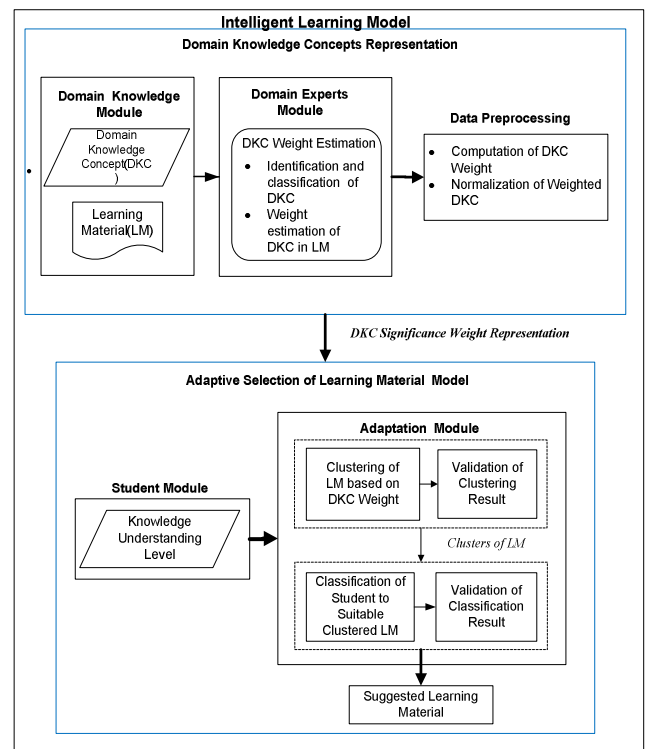 Intelligent Learning Model
Domain Knowledge Concepts Representation
Domain Knowledge
Module
Domain
Knowledge
Concept(DKC
)
Learning
Material(LM)
Domain Experts
Module
DKC Weight Estimation
• Identification and
classification of
DKC
• Weight
estimation of
DKC in LM
Data Preprocessing
• Computation of DKC
Weight
• Normalization of Weighted
DKC
DKC Significance Weight Representation
Adaptive Selection of Learning Material Model
Student Module
Knowledge
Understanding
Level
Adaptation Module
Clustering of
LM based on
DKC Weight
Validation of
Clustering
Result
Clusters of LM
Classification of
Student to
Suitable
Clustered LM
Validation of
Classification
Result
Suggested Learning
Material